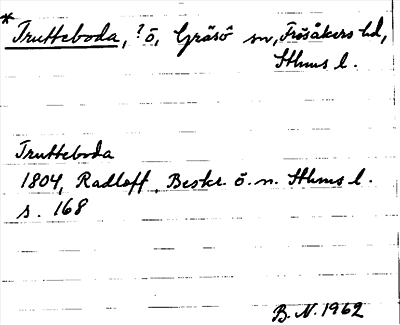 * Trutteboda, ? ö, Gräsö sn, Frösåkers hd,
Sthms l.
Trutteboda
1804, Radloff, Beskr. ö. n. Sthms l.
s. 168
B. N. 1962